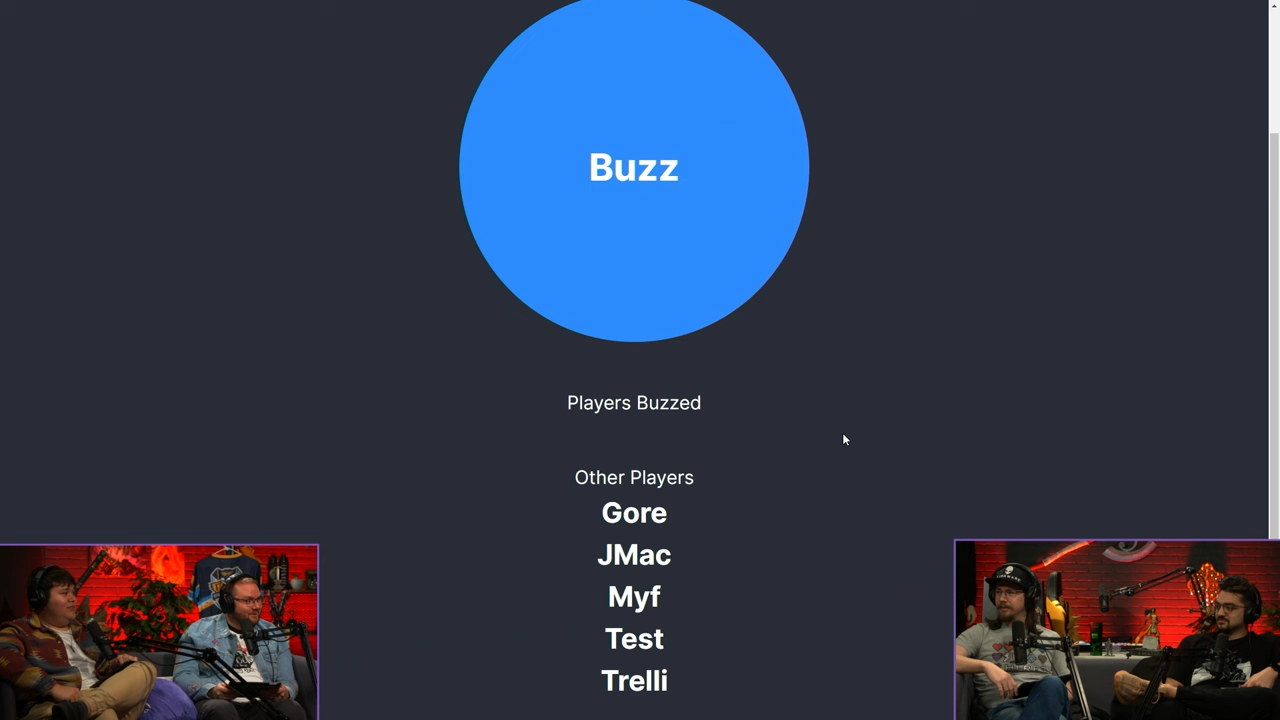 Buzz
Players Buzzed
Other Players
Gore
JMac
Myf
Test
Trelli